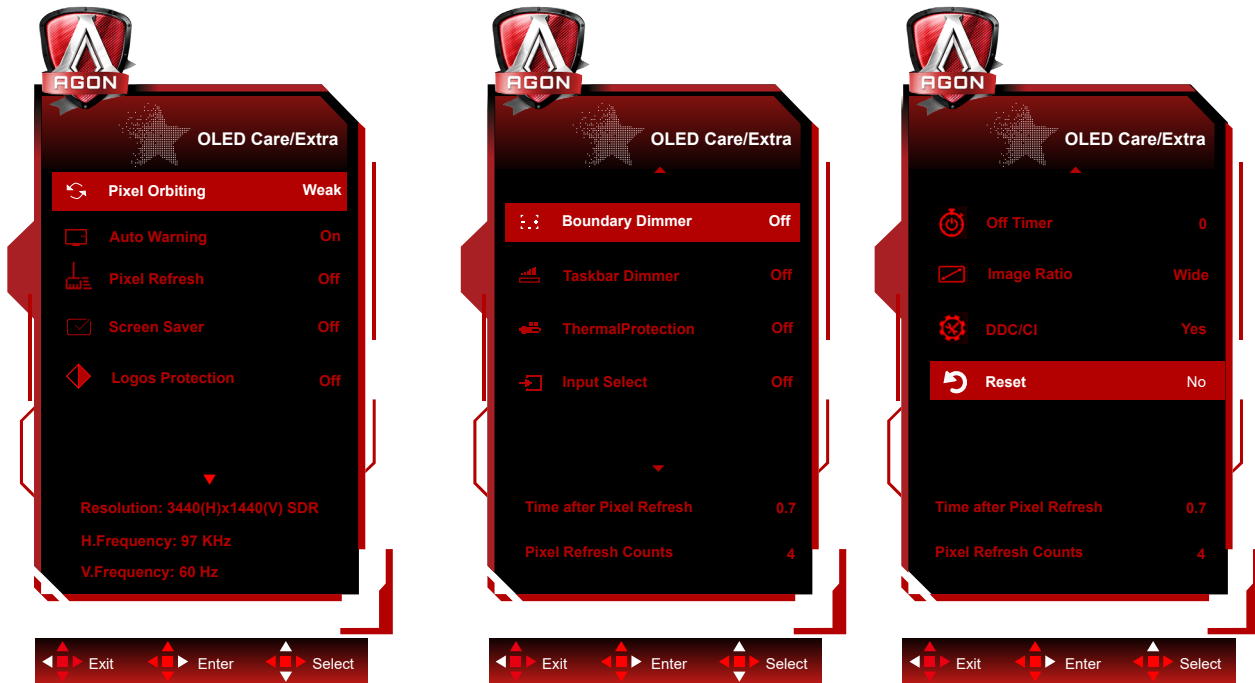 AGON
OLED Care/Extra
Pixel Orbiting Weak
Auto Warning On
Pixel Refresh Off
Screen Saver Off
Logos Protection Off
Resolution: 3440(H)x1440(V) SDR
H.Frequency: 97 KHz
V.Frequency: 60 Hz
Exit Enter Select
AGON
OLED Care/Extra
Boundary Dimmer Off
Taskbar Dimmer Off
ThermalProtection Off
Input Select Off
Time after Pixel Refresh 0.7
Pixel Refresh Counts 4
Exit Enter Select
AGON
OLED Care/Extra
Off Timer 0
Image Ratio Wide
DDC/CI Yes
Reset No
Time after Pixel Refresh 0.7
Pixel Refresh Counts 4
Exit Enter Select